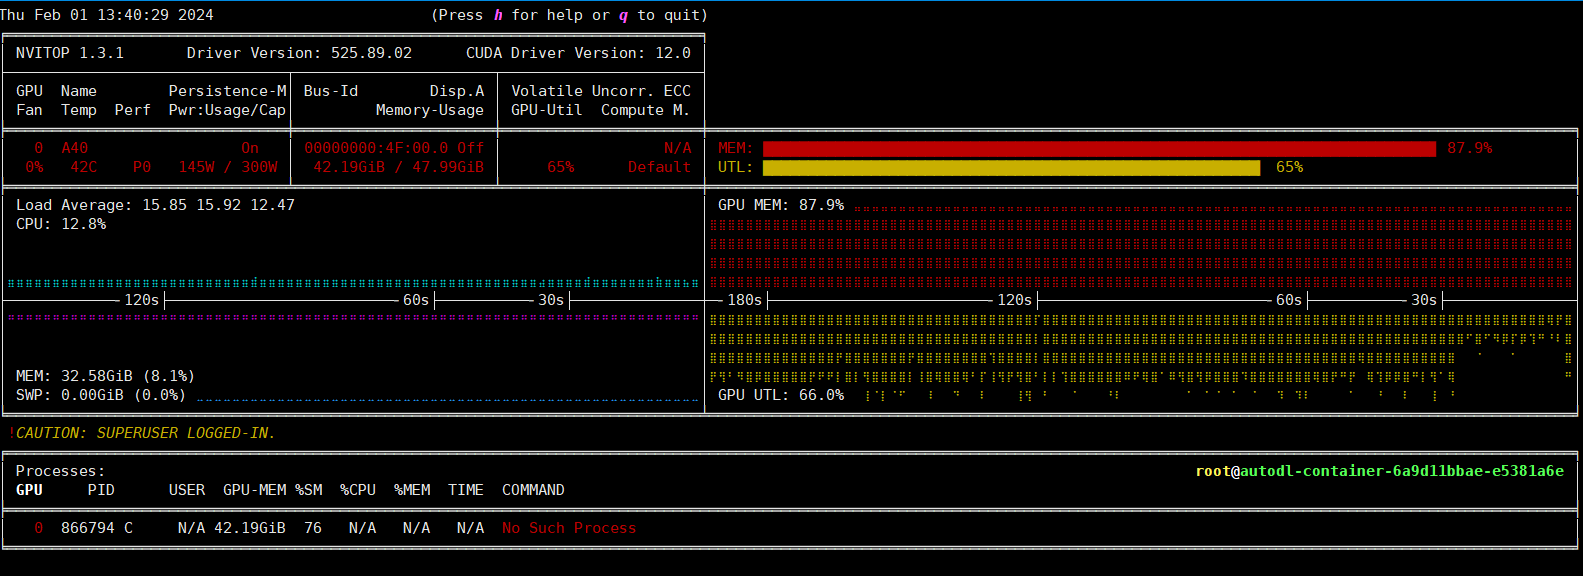 Thu Feb 01 13:40:29 2024 (Press h for help or q to quit)
NVITOP 1.3.1 Driver Version: 525.89.02 CUDA Driver Version: 12.0
GPU Name Persistence-M Bus-Id Disp.A Volatile Uncorr. ECC
Fan Temp Perf Pwr:Usage/Cap Memory-Usage GPU-Util Compute M.
0 A40 On 00000000:4F:00.0 Off N/A MEM: 87.9%
0% 42C P0 145W / 300W 42.19GiB / 47.99GiB 65% Default UTL: 65%
Load Average: 15.85 15.92 12.47 GPU MEM: 87.9%
CPU: 12.8%
120s 60s 30s 180s 120s 60s 30s
MEM: 32.58GiB (8.1%)
SWP: 0.00GiB (0.0%) GPU UTL: 66.0%
!CAUTION: SUPERUSER LOGGED-IN.
Processes: root@autodl-container-6a9d11bbae-e5381a6e
GPU PID USER GPU-MEM %SM %CPU %MEM TIME COMMAND
0 866794 C N/A 42.19GiB 76 N/A N/A N/A No Such Process